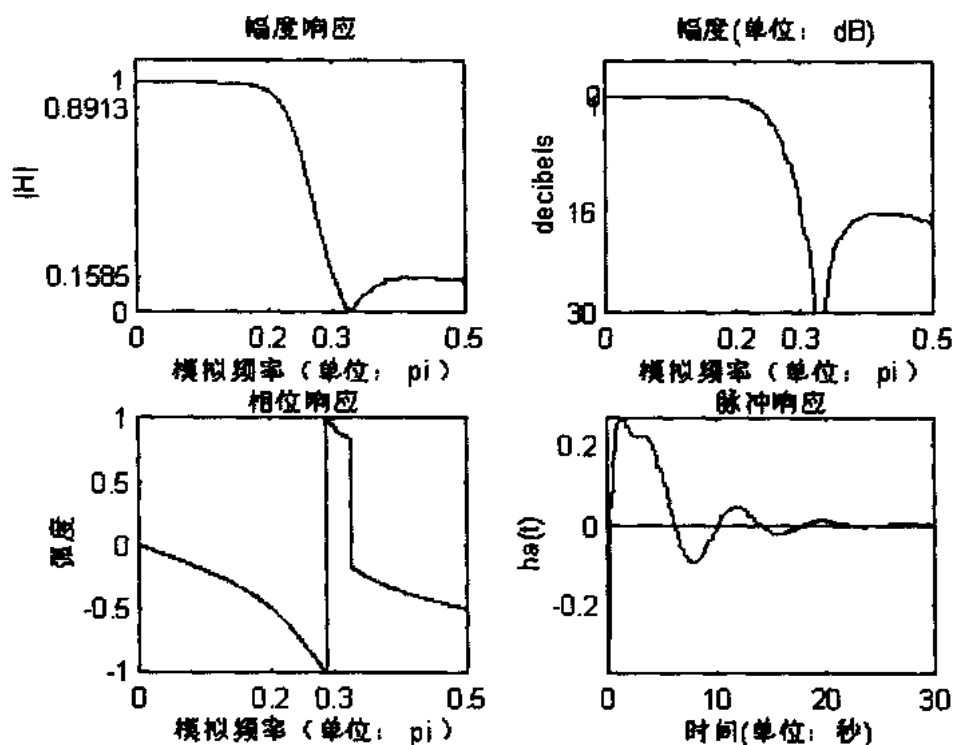 幅度响应
|H|
1
0.8913
0.1585
0
0 0.2 0.3 0.5
模拟频率（单位：pi）
幅度(单位：dB)
decibels
0
16
30
0 0.2 0.3 0.5
模拟频率（单位：pi）
相位响应
弧度
1
0.5
0
-0.5
-1
0 0.2 0.3 0.5
模拟频率（单位：pi）
脉冲响应
ha(t)
0.2
0
-0.2
0 10 20 30
时间(单位：秒)